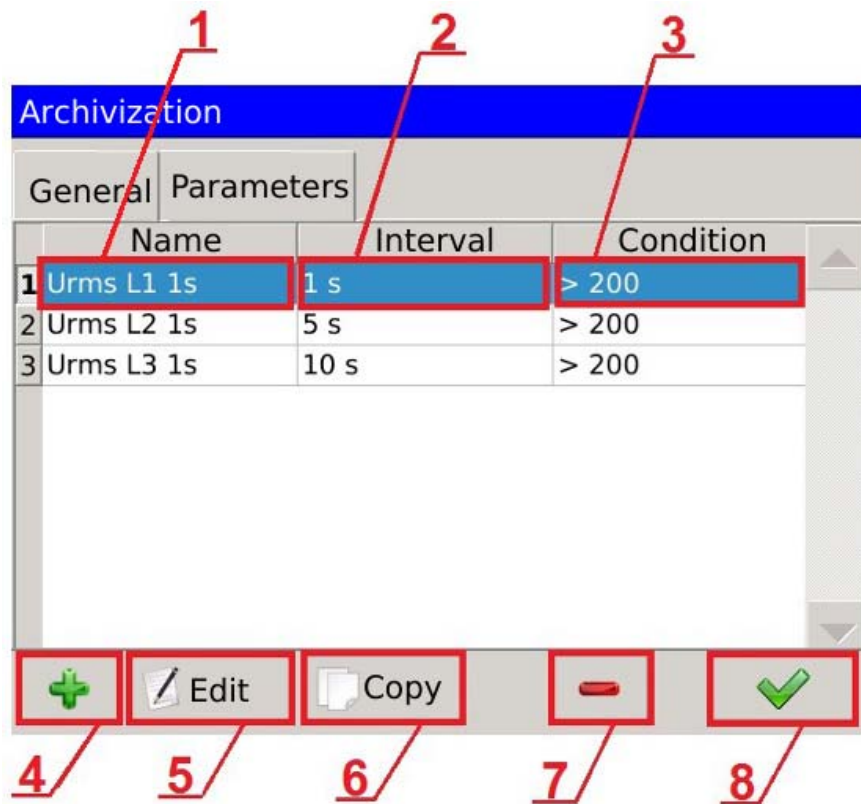 1 2 3
Archivization
General Parameters
Name Interval Condition
1 Urms L1 1s 1 s > 200
2 Urms L2 1s 5 s > 200
3 Urms L3 1s 10 s > 200
Edit Copy
4 5 6 7 8